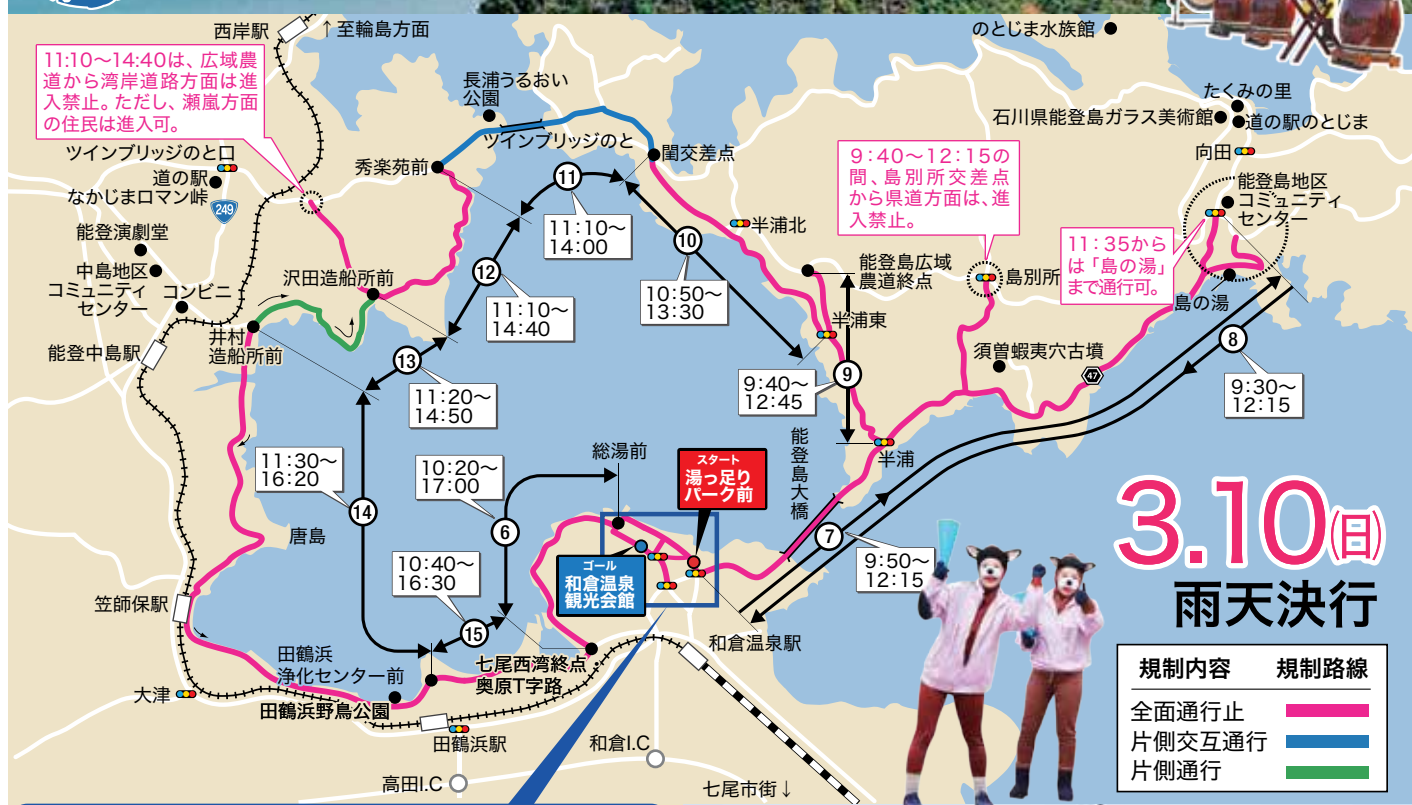 西岸駅
↑至輪島方面
のとじま水族館
11:10〜14:40は、広域農
道から湾岸道路方面は進
入禁止。ただし、瀬嵐方面
の住民は進入可。
長浦うるおい
公園
ツインブリッジのと
たくみの里
石川県能登島ガラス美術館
道の駅のとじま
向田
ツインブリッジのと口
道の駅
なかじまロマン峠
249
秀楽苑前
閨交差点
9:40〜12:15の
間、島別所交差点
から県道方面は、進
入禁止。
能登島地区
コミュニティ
センター
11
11:10〜
14:00
半浦北
10
10:50〜
13:30
能登演劇堂
中島地区
コミュニティ
センター
コンビニ
沢田造船所前
12
11:10〜
14:40
能登島広域
農道終点
島別所
11:35から
は「島の湯」
まで通行可。
島の湯
井村
造船所前
能登中島駅
半浦東
須曽蝦夷穴古墳
47
8
9:30〜
12:15
13
11:20〜
14:50
9:40〜
12:45
9
能登島大橋
半浦
11:30〜
16:20
14
唐島
10:20〜
17:00
6
総湯前
スタート
湯っ足り
パーク前
7
9:50〜
12:15
10:40〜
16:30
15
ゴール
和倉温泉
観光会館
和倉温泉駅
笠師保駅
田鶴浜
浄化センター前
七尾西湾終点
奥原T字路
大津
田鶴浜野鳥公園
田鶴浜駅
和倉I.C
高田I.C
七尾市街↓
3.10(日)
雨天決行
規制内容 規制路線
全面通行止
片側交互通行
片側通行